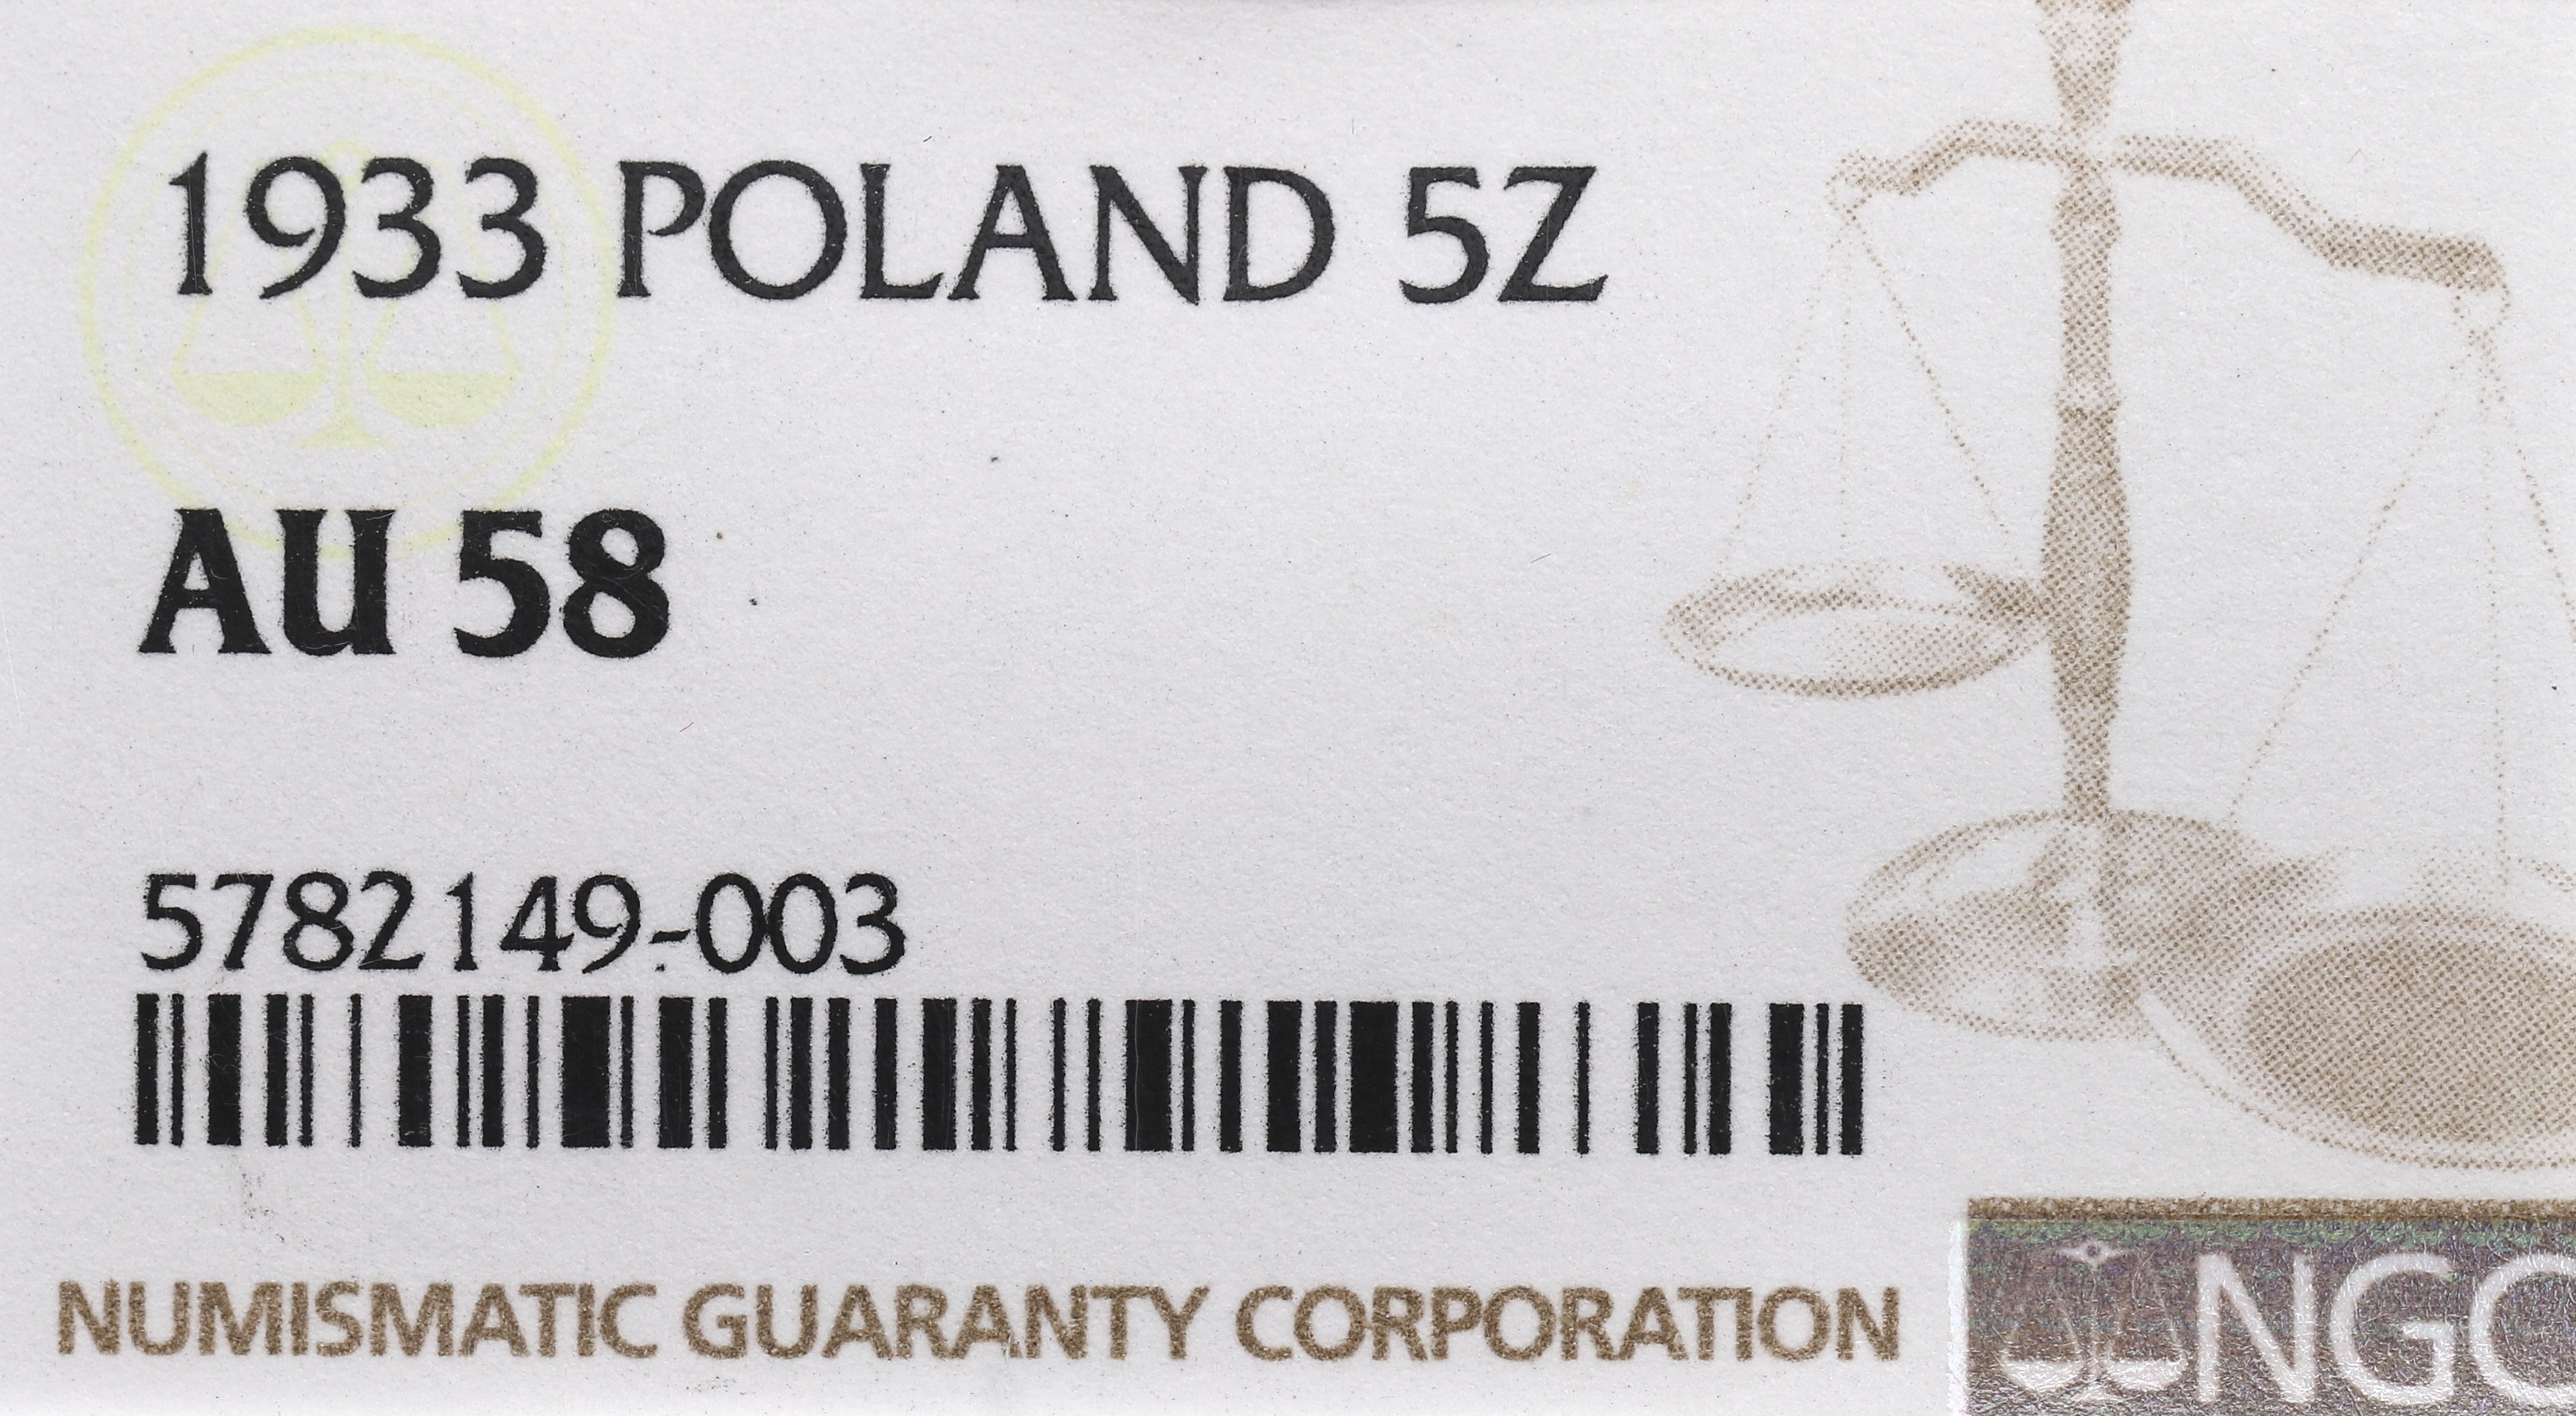 1933 POLAND 5Z
AU 58
5782149-003
NUMISMATIC GUARANTY CORPORATION
NGC